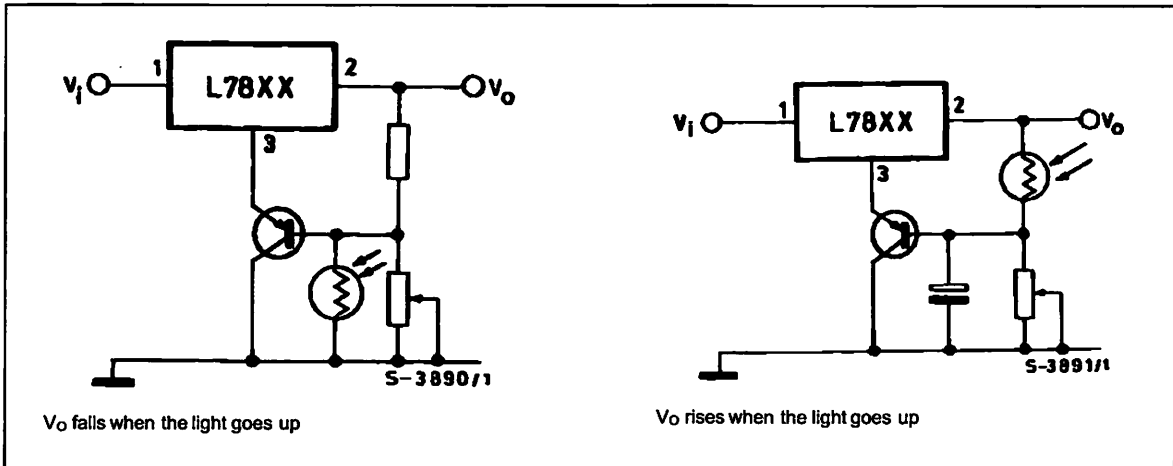 1
L78XX
2
Vi
Vo
3
S-3890/1
Vo falls when the light goes up
1
L78XX
2
Vi
Vo
3
S-3891/1
Vo rises when the light goes up